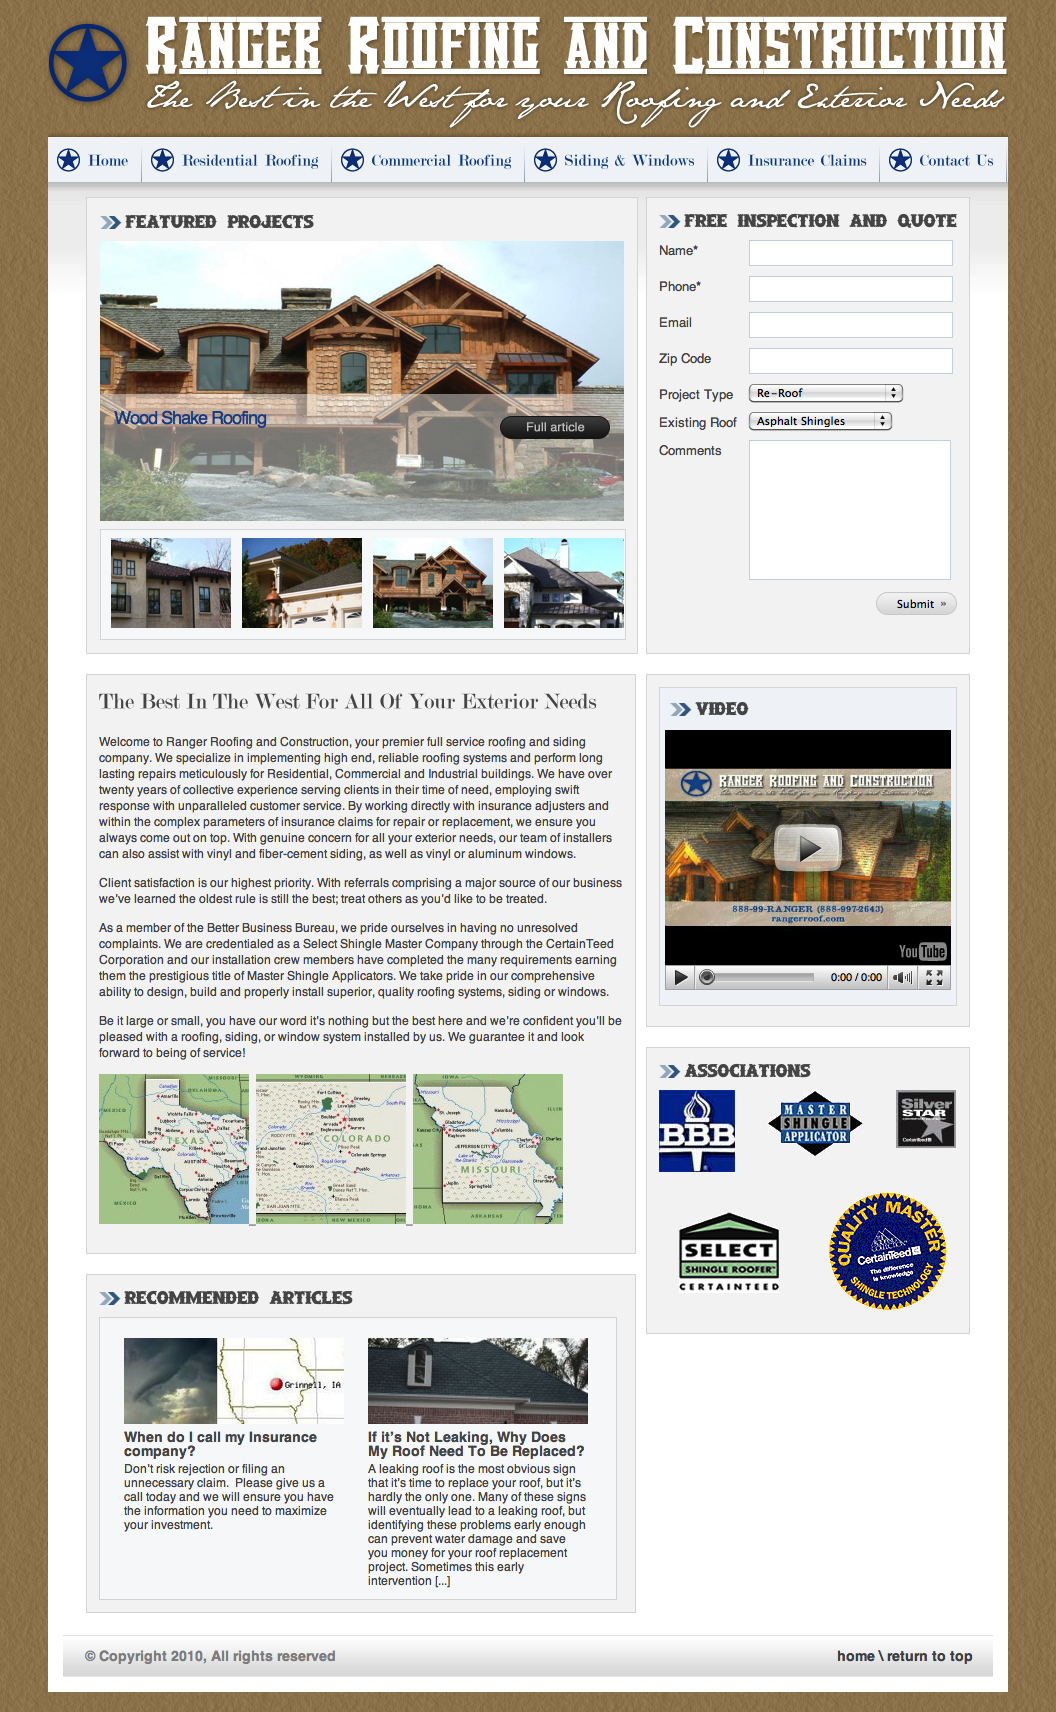 Ranger Roofing and Construction
The Best in the West for your Roofing and Exterior Needs
Home
Residential Roofing
Commercial Roofing
Siding & Windows
Insurance Claims
Contact Us
FEATURED PROJECTS
Wood Shake Roofing
Full article
FREE INSPECTION AND QUOTE
Name*
Phone*
Email
Zip Code
Project Type
Re-Roof
Existing Roof
Asphalt Shingles
Comments
Submit »
The Best In The West For All Of Your Exterior Needs
Welcome to Ranger Roofing and Construction, your premier full service roofing and siding
company. We specialize in implementing high end, reliable roofing systems and perform long
lasting repairs meticulously for Residential, Commercial and Industrial buildings. We have over
twenty years of collective experience serving clients in their time of need, employing swift
response with unparalleled customer service. By working directly with insurance adjusters and
within the complex parameters of insurance claims for repair or replacement, we ensure you
always come out on top. With genuine concern for all your exterior needs, our team of installers
can also assist with vinyl and fiber-cement siding, as well as vinyl or aluminum windows.
Client satisfaction is our highest priority. With referrals comprising a major source of our business
we've learned the oldest rule is still the best; treat others as you'd like to be treated.
As a member of the Better Business Bureau, we pride ourselves in having no unresolved
complaints. We are credentialed as a Select Shingle Master Company through the CertainTeed
Corporation and our installation crew members have completed the many requirements earning
them the prestigious title of Master Shingle Applicators. We take pride in our comprehensive
ability to design, build and properly install superior, quality roofing systems, siding or windows.
Be it large or small, you have our word it's nothing but the best here and we're confident you'll be
pleased with a roofing, siding, or window system installed by us. We guarantee it and look
forward to being of service!
TEXAS
COLORADO
MISSOURI
VIDEO
Ranger Roofing and Construction
The Best in the West for your Roofing and Exterior Needs
888-99-RANGER (888-997-2643)
rangerroof.com
YouTube
0:00 / 0:00
ASSOCIATIONS
BBB
MASTER
SHINGLE
APPLICATOR
Silver
STAR
CertainTeed
SELECT
SHINGLE ROOFER
CERTAINTEED
QUALITY MASTER
CertainTeed
The difference
is knowledge
SHINGLE TECHNOLOGY
RECOMMENDED ARTICLES
Grinnell, IA
When do I call my Insurance
company?
Don't risk rejection or filing an
unnecessary claim.  Please give us a
call today and we will ensure you have
the information you need to maximize
your investment.
If it's Not Leaking, Why Does
My Roof Need To Be Replaced?
A leaking roof is the most obvious sign
that it's time to replace your roof, but it's
hardly the only one. Many of these signs
will eventually lead to a leaking roof, but
identifying these problems early enough
can prevent water damage and save
you money for your roof replacement
project. Sometimes this early
intervention [...]
© Copyright 2010, All rights reserved
home \ return to top